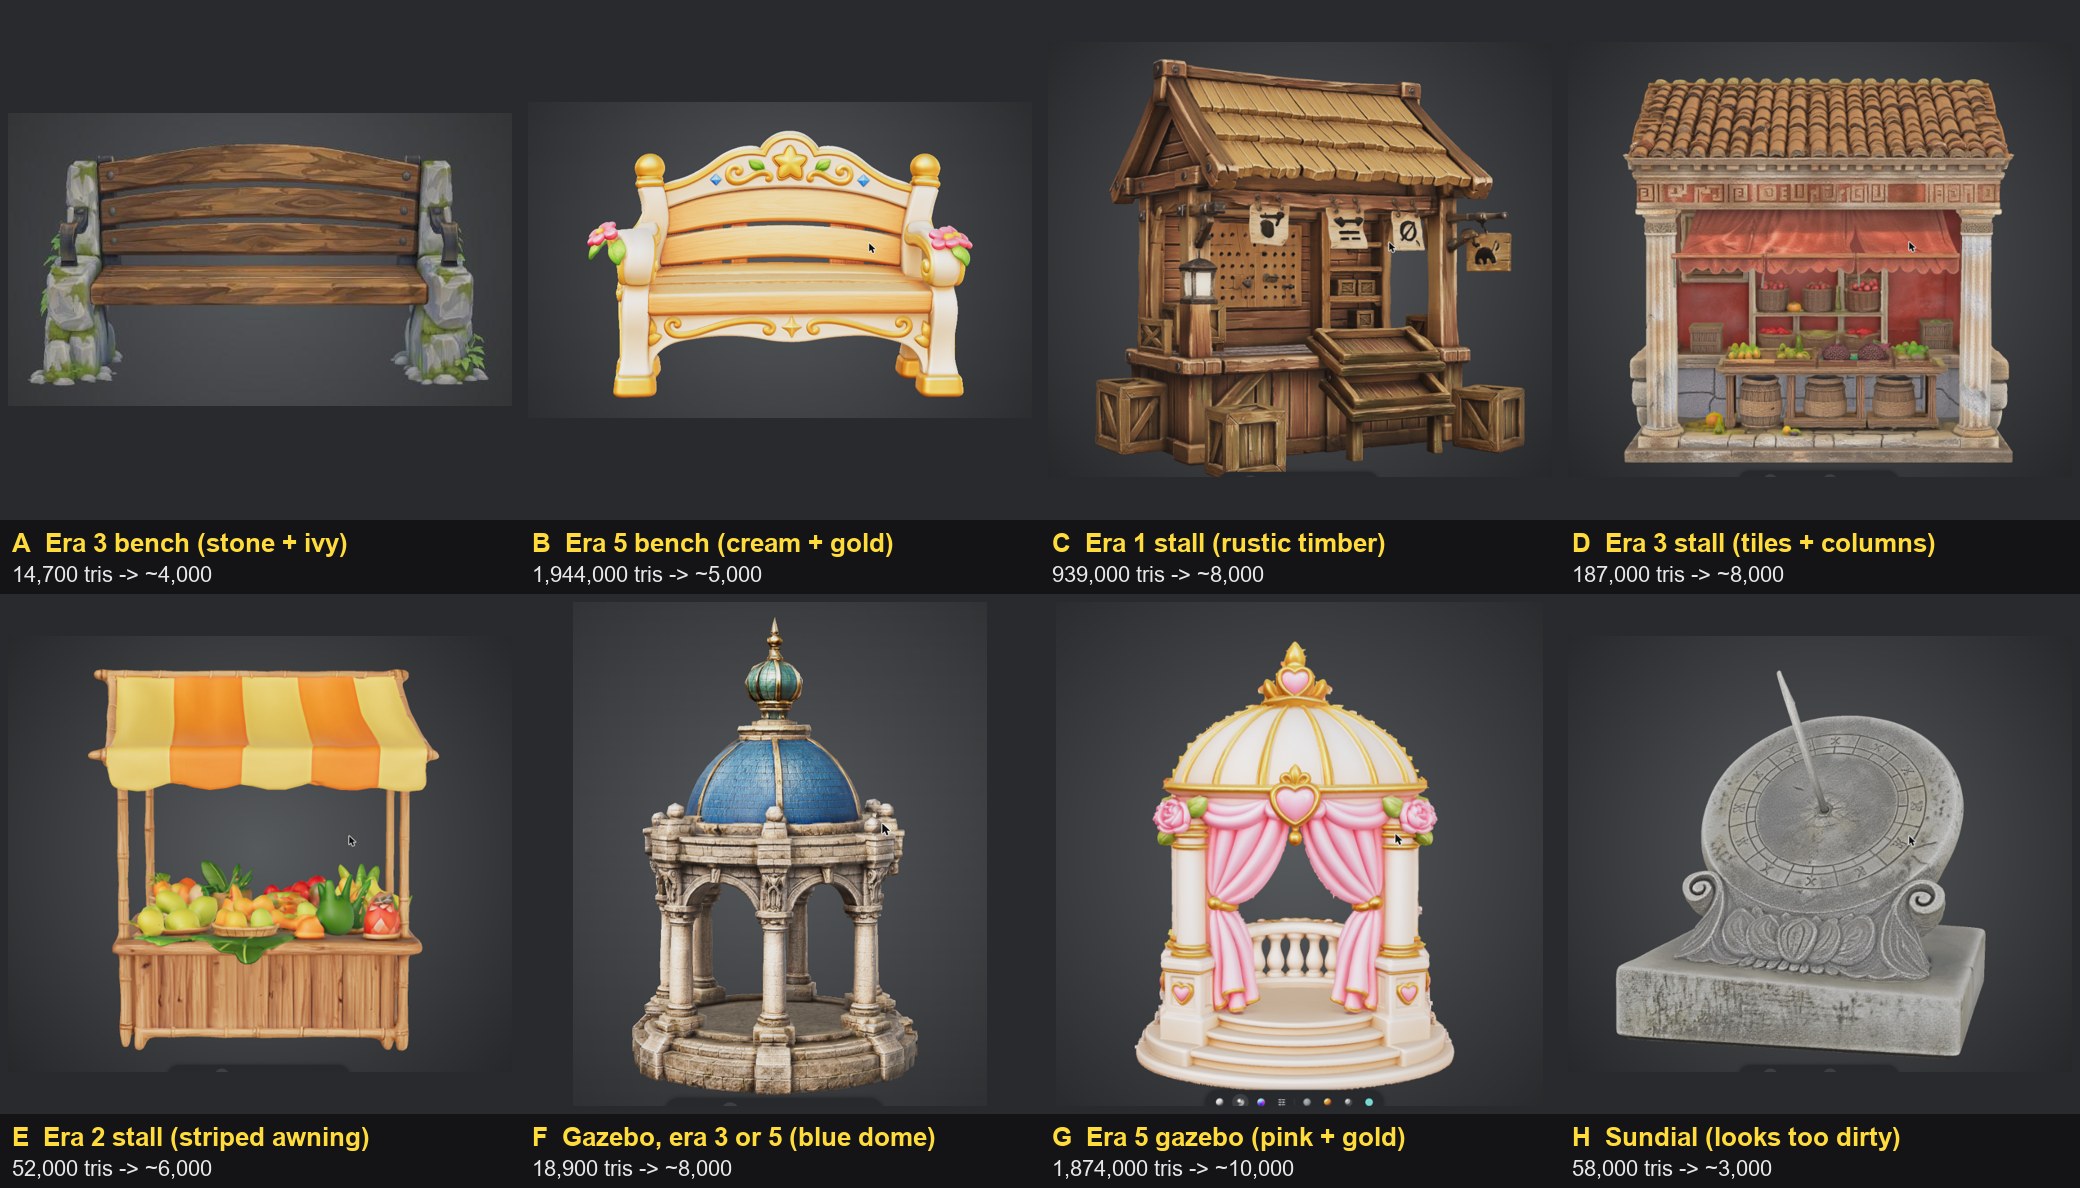 A Era 3 bench (stone + ivy)
14,700 tris -> ~4,000
B Era 5 bench (cream + gold)
1,944,000 tris -> ~5,000
C Era 1 stall (rustic timber)
939,000 tris -> ~8,000
D Era 3 stall (tiles + columns)
187,000 tris -> ~8,000
E Era 2 stall (striped awning)
52,000 tris -> ~6,000
F Gazebo, era 3 or 5 (blue dome)
18,900 tris -> ~8,000
G Era 5 gazebo (pink + gold)
1,874,000 tris -> ~10,000
H Sundial (looks too dirty)
58,000 tris -> ~3,000